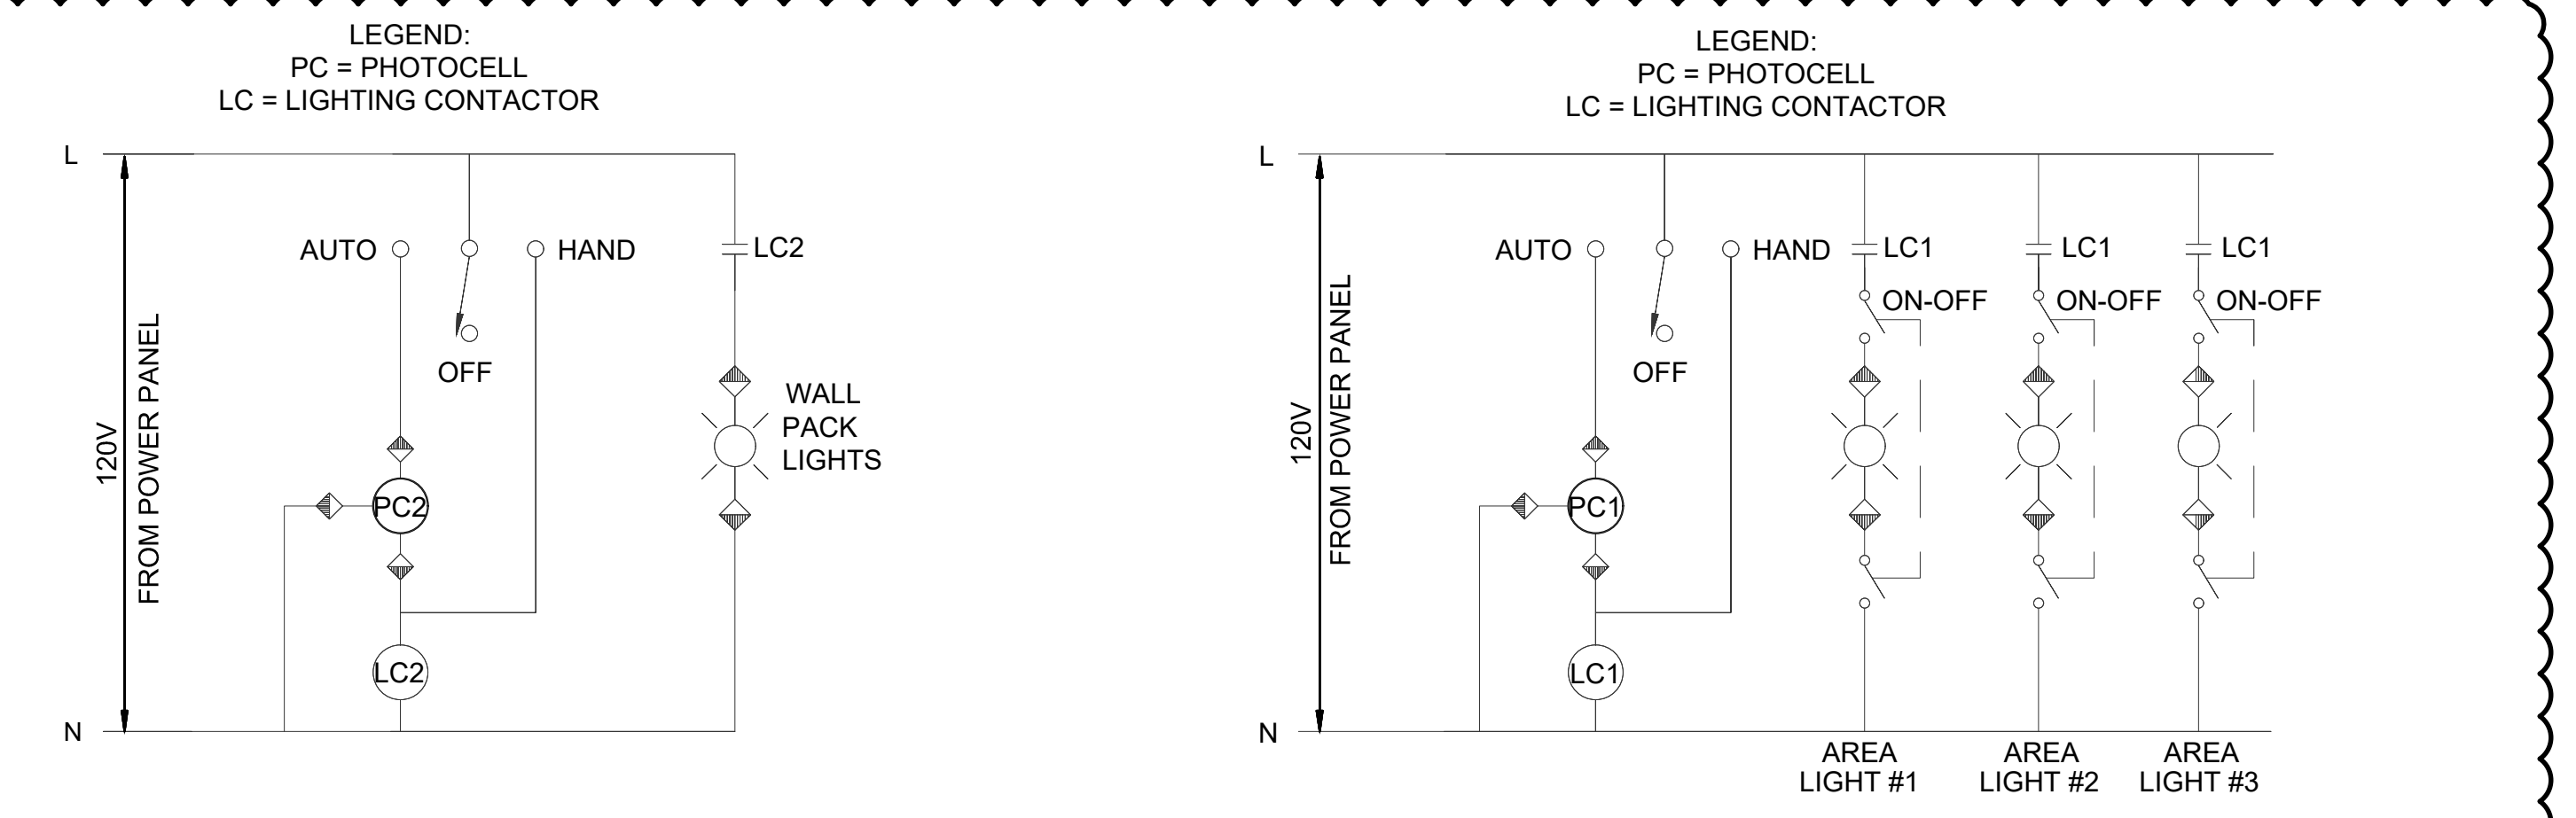 LEGEND:
PC = PHOTOCELL
LC = LIGHTING CONTACTOR
L
AUTO
HAND
LC2
OFF
120V
FROM POWER PANEL
WALL
PACK
LIGHTS
PC2
LC2
N
LEGEND:
PC = PHOTOCELL
LC = LIGHTING CONTACTOR
L
AUTO
HAND
LC1
LC1
LC1
ON-OFF
ON-OFF
ON-OFF
OFF
120V
FROM POWER PANEL
PC1
LC1
N
AREA
LIGHT #1
AREA
LIGHT #2
AREA
LIGHT #3